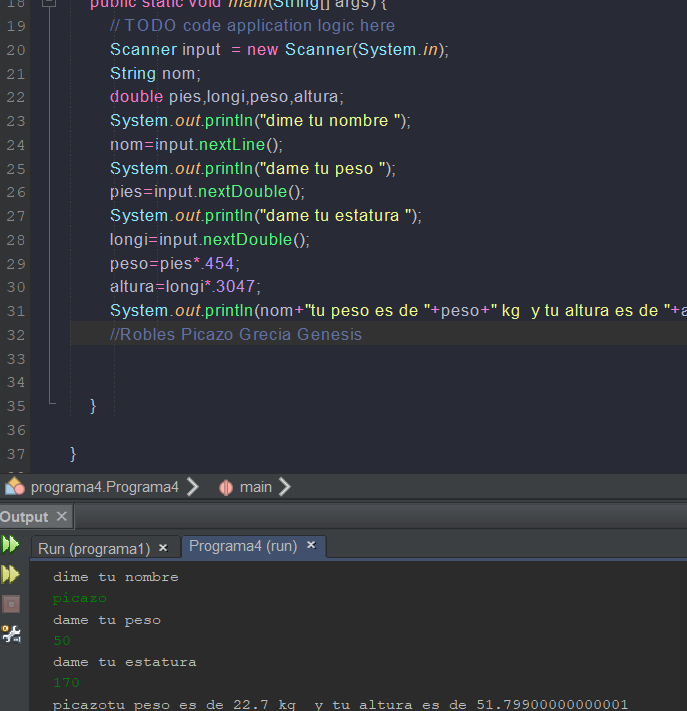 18 public static void main(String[] args) {
19 // TODO code application logic here
20 Scanner input  = new Scanner(System.in);
21 String nom;
22 double pies,longi,peso,altura;
23 System.out.println("dime tu nombre ");
24 nom=input.nextLine();
25 System.out.println("dame tu peso ");
26 pies=input.nextDouble();
27 System.out.println("dame tu estatura ");
28 longi=input.nextDouble();
29 peso=pies*.454;
30 altura=longi*.3047;
31 System.out.println(nom+"tu peso es de "+peso+" kg  y tu altura es de "+a
32 //Robles Picazo Grecia Genesis
33
34
35 }
36
37 }
programa4.Programa4 main
Output
Run (programa1) Programa4 (run)
dime tu nombre
picazo
dame tu peso
50
dame tu estatura
170
picazotu peso es de 22.7 kg  y tu altura es de 51.79900000000001